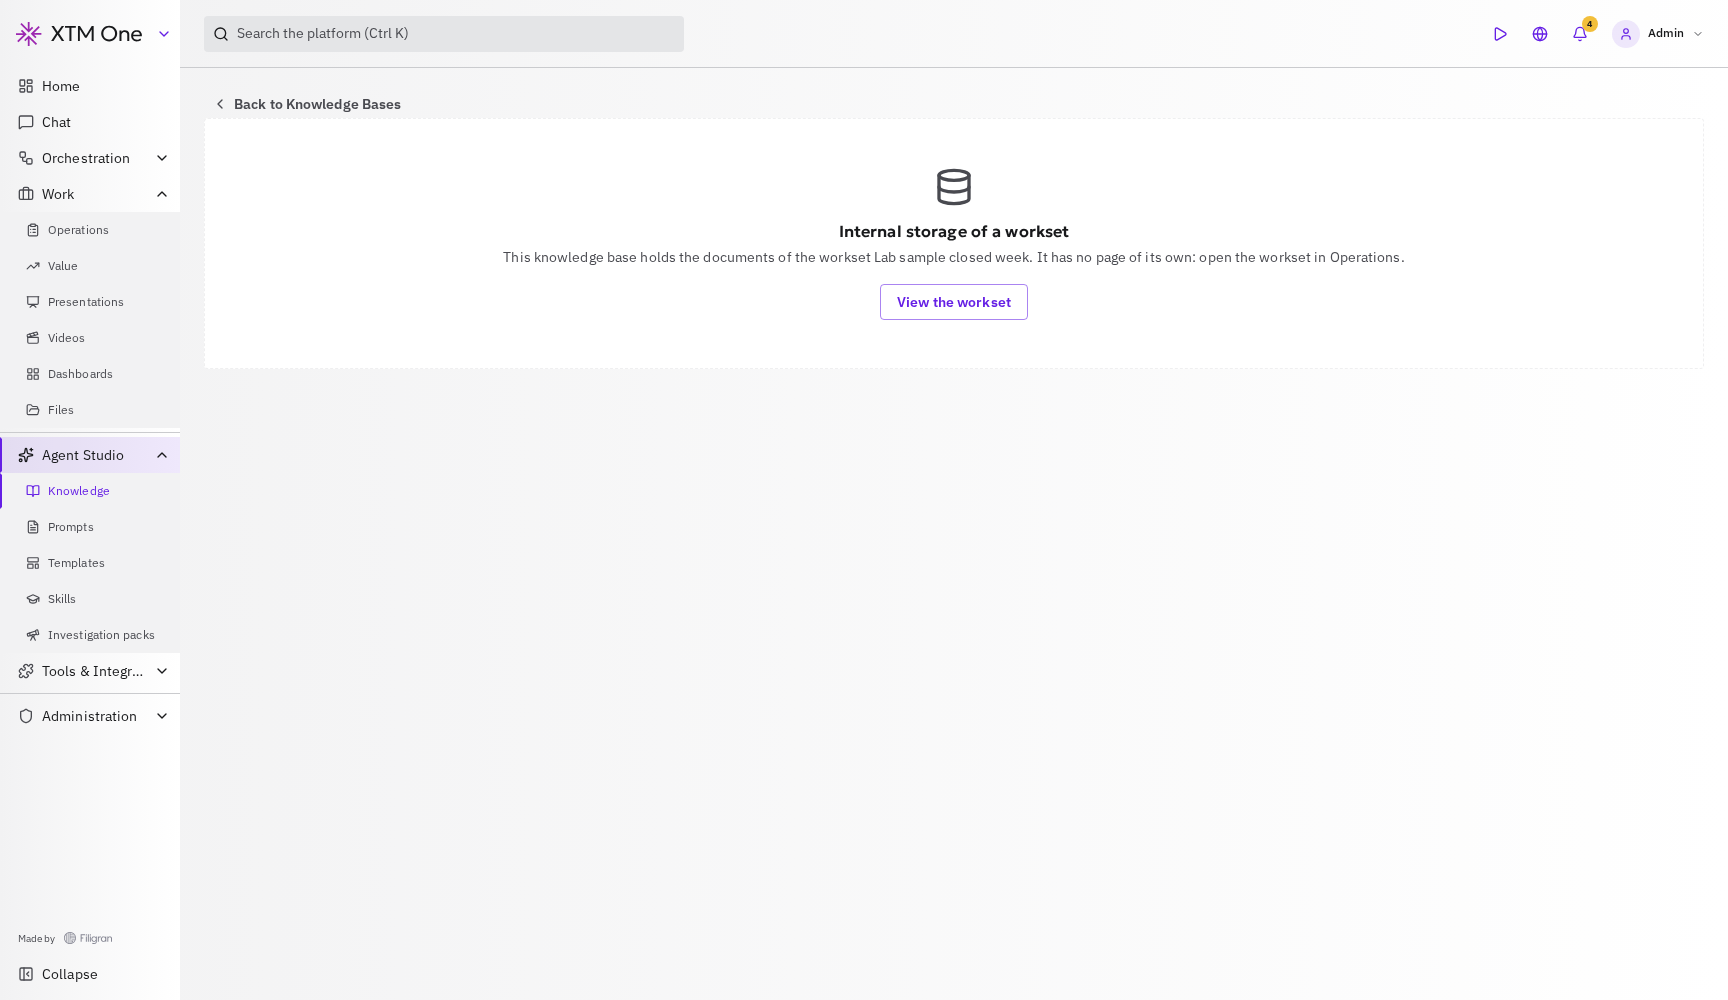 XTM One
Search the platform (Ctrl K)
4
Admin
Home
Chat
Orchestration
Work
Operations
Value
Presentations
Videos
Dashboards
Files
Agent Studio
Knowledge
Prompts
Templates
Skills
Investigation packs
Tools & Integr...
Administration
Made by Filigran
Collapse
Back to Knowledge Bases
Internal storage of a workset
This knowledge base holds the documents of the workset Lab sample closed week. It has no page of its own: open the workset in Operations.
View the workset